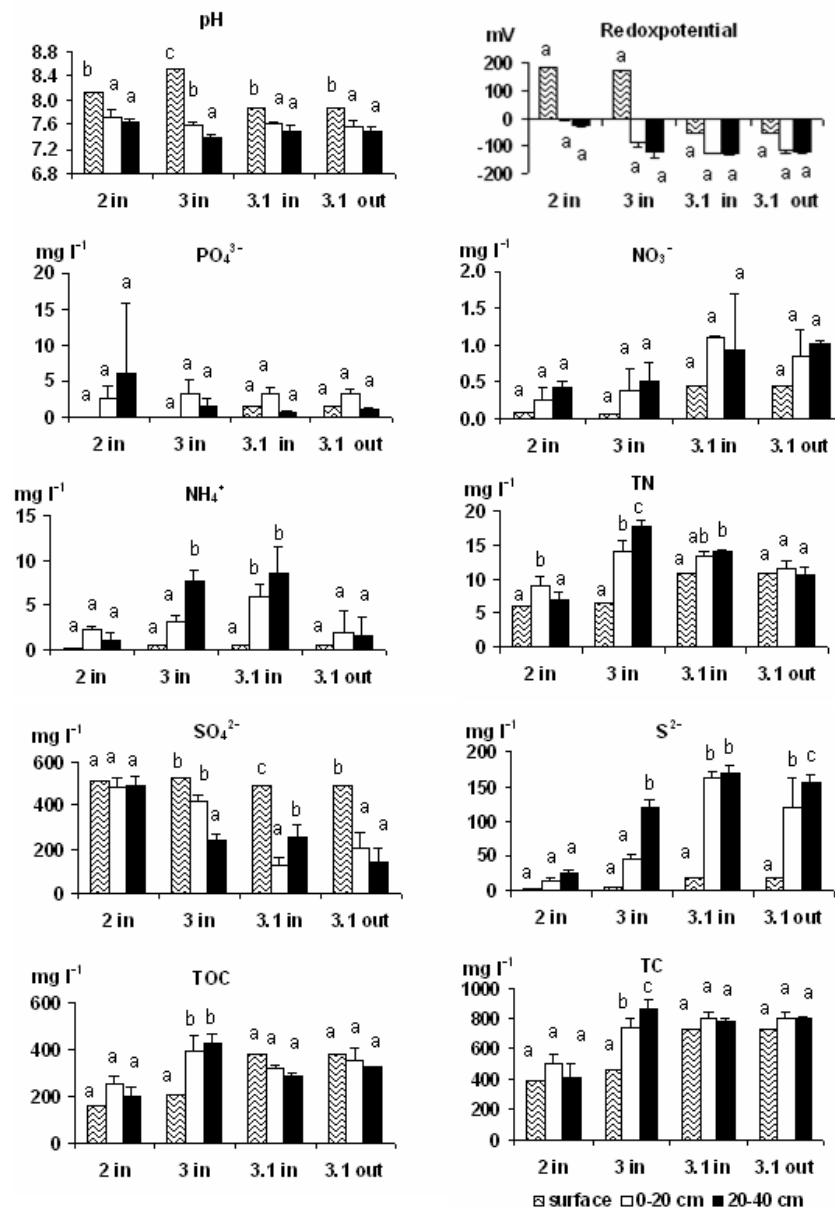 pH
8.8
8.4
8.0
7.6
7.2
6.8
b a a c b a b a a b a a
2 in 3 in 3.1 in 3.1 out
Redoxpotential
mV
200
100
0
-100
-200
a a a a a a a a a a a a
2 in 3 in 3.1 in 3.1 out
PO₄³⁻
mg l⁻¹
20
15
10
5
0
a a a a a a a a a a a a
2 in 3 in 3.1 in 3.1 out
NO₃⁻
mg l⁻¹
2.0
1.5
1.0
0.5
0.0
a a a a a a a a a a a a
2 in 3 in 3.1 in 3.1 out
NH₄⁺
mg l⁻¹
15
10
5
0
a a a a a b a b b a a a
2 in 3 in 3.1 in 3.1 out
TN
mg l⁻¹
20
15
10
5
0
a b a a b c a ab b a a a
2 in 3 in 3.1 in 3.1 out
SO₄²⁻
mg l⁻¹
600
400
200
0
a a a b b a c a b b a a
2 in 3 in 3.1 in 3.1 out
S²⁻
mg l⁻¹
200
150
100
50
0
a a a a a b a b b a b c
2 in 3 in 3.1 in 3.1 out
TOC
mg l⁻¹
600
400
200
0
a a a a b b a a a a a a
2 in 3 in 3.1 in 3.1 out
TC
mg l⁻¹
1000
800
600
400
200
0
a a a a b c a a a a a a
2 in 3 in 3.1 in 3.1 out
surface 0-20 cm 20-40 cm